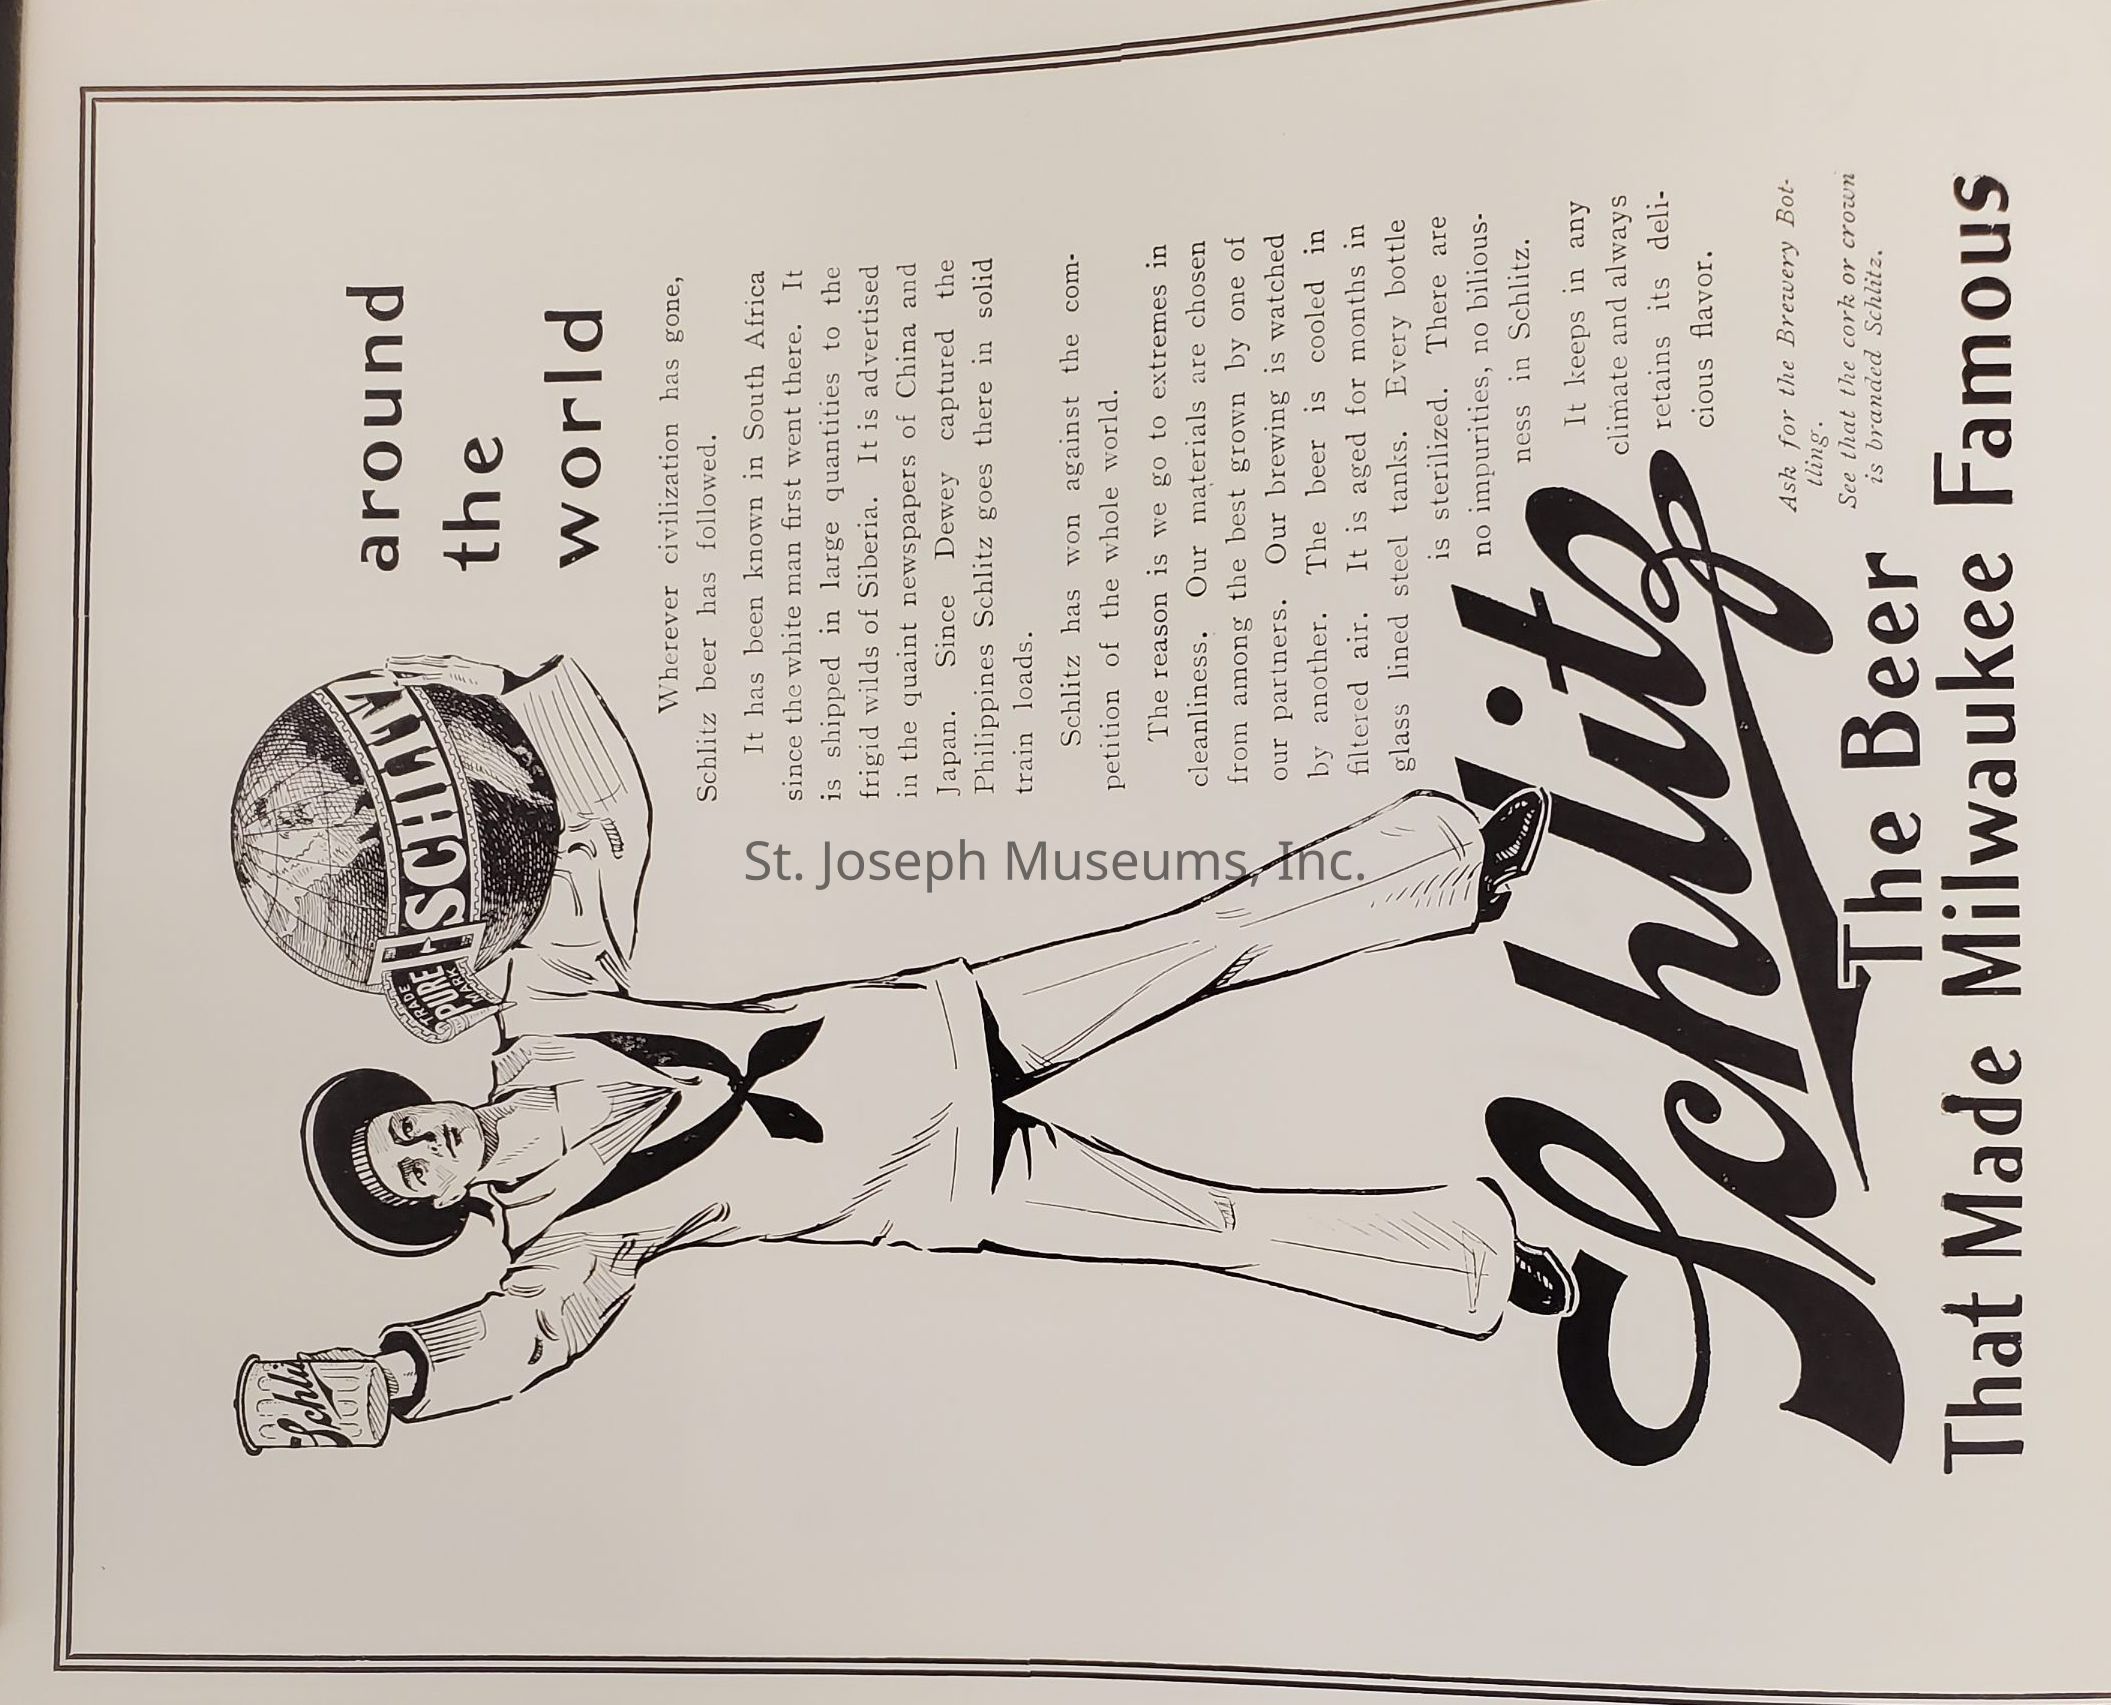 around
the
world
TRADE
PURE
MARK
SCHLITZ
Schli
Wherever civilization has gone,
Schlitz beer has followed.
It has been known in South Africa
since the white man first went there. It
is shipped in large quantities to the
frigid wilds of Siberia. It is advertised
in the quaint newspapers of China and
Japan. Since Dewey captured the
Philippines Schlitz goes there in solid
train loads.
Schlitz has won against the com-
petition of the whole world.
The reason is we go to extremes in
cleanliness. Our materials are chosen
from among the best grown by one of
our partners. Our brewing is watched
by another. The beer is cooled in
filtered air. It is aged for months in
glass lined steel tanks. Every bottle
is sterilized. There are
no impurities, no bilious-
ness in Schlitz.
It keeps in any
climate and always
retains its deli-
cious flavor.
Ask for the Brewery Bot-
tling.
See that the cork or crown
is branded Schlitz.
Schlitz
The Beer
That Made Milwaukee Famous
St. Joseph Museums, Inc.